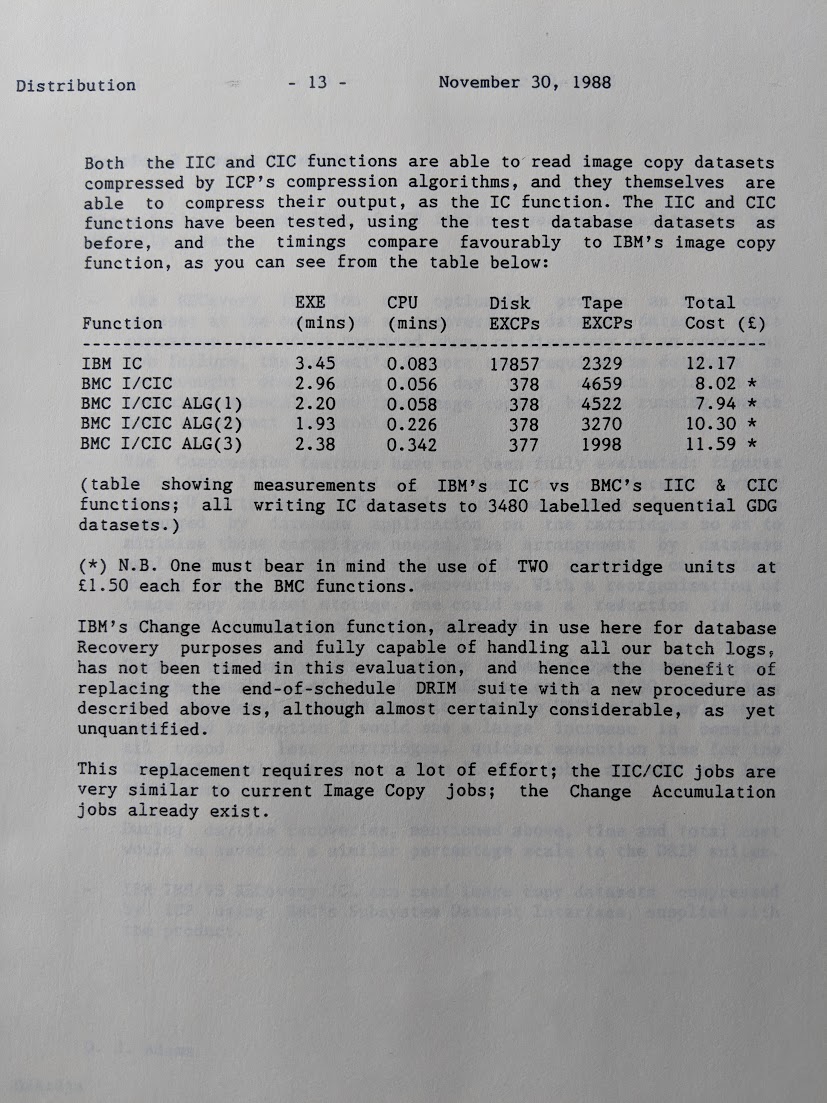 Distribution - 13 - November 30, 1988
Both the IIC and CIC functions are able to read image copy datasets
compressed by ICP's compression algorithms, and they themselves are
able to compress their output, as the IC function. The IIC and CIC
functions have been tested, using the test database datasets as
before, and the timings compare favourably to IBM's image copy
function, as you can see from the table below:
EXE CPU Disk Tape Total
Function (mins) (mins) EXCPs EXCPs Cost (£)
--------------------------------------------------------------------
IBM IC 3.45 0.083 17857 2329 12.17
BMC I/CIC 2.96 0.056 378 4659 8.02 *
BMC I/CIC ALG(1) 2.20 0.058 378 4522 7.94 *
BMC I/CIC ALG(2) 1.93 0.226 378 3270 10.30 *
BMC I/CIC ALG(3) 2.38 0.342 377 1998 11.59 *
(table showing measurements of IBM's IC vs BMC's IIC & CIC
functions; all writing IC datasets to 3480 labelled sequential GDG
datasets.)
(*) N.B. One must bear in mind the use of TWO cartridge units at
£1.50 each for the BMC functions.
IBM's Change Accumulation function, already in use here for database
Recovery purposes and fully capable of handling all our batch logs,
has not been timed in this evaluation, and hence the benefit of
replacing the end-of-schedule DRIM suite with a new procedure as
described above is, although almost certainly considerable, as yet
unquantified.
This replacement requires not a lot of effort; the IIC/CIC jobs are
very similar to current Image Copy jobs; the Change Accumulation
jobs already exist.